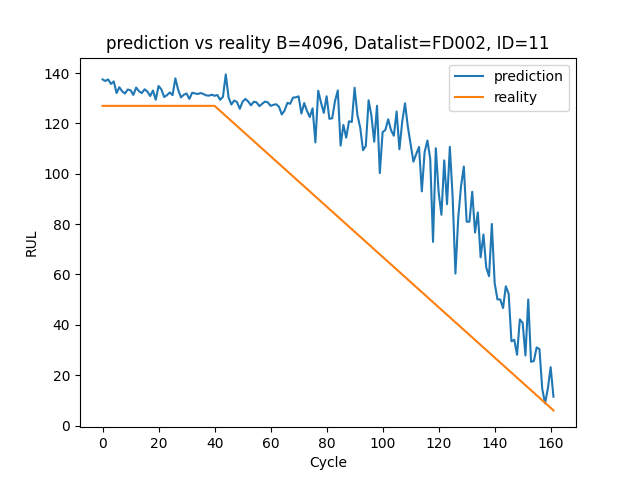 prediction vs reality B=4096, Datalist=FD002, ID=11
prediction
reality
RUL
140
120
100
80
60
40
20
0
0 20 40 60 80 100 120 140 160
Cycle